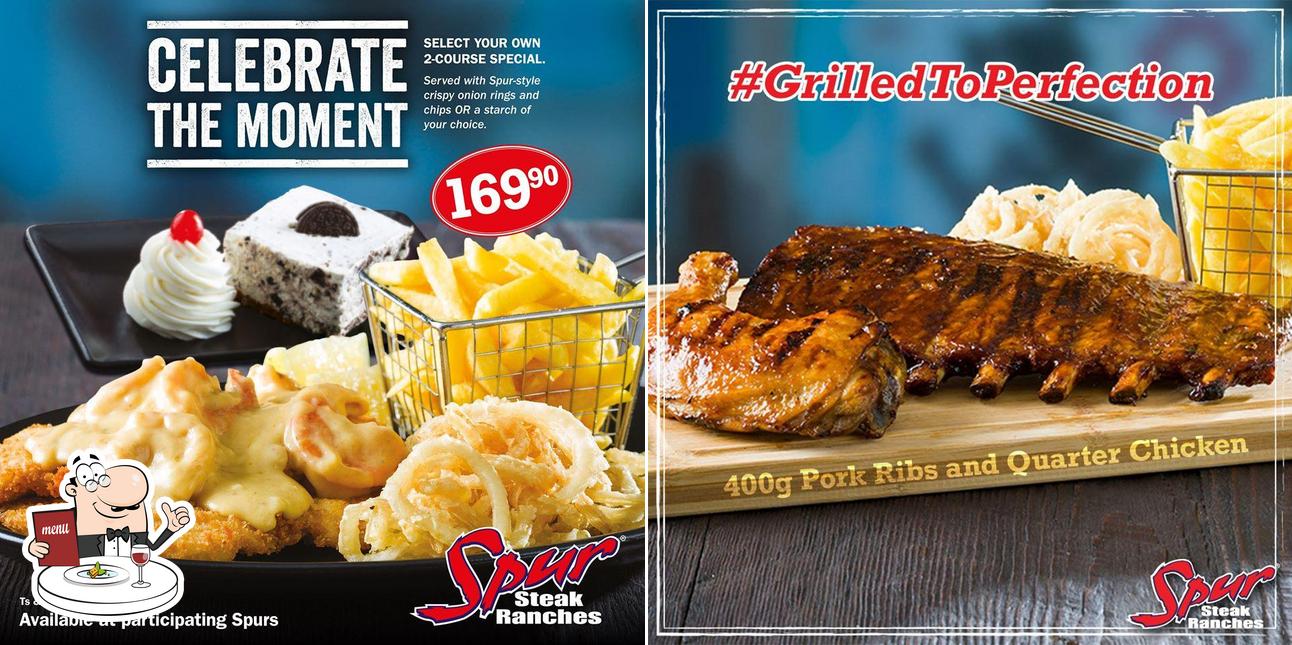 CELEBRATE
THE MOMENT
SELECT YOUR OWN
2-COURSE SPECIAL.
Served with Spur-style
crispy onion rings and
chips OR a starch of
your choice.
16990
menu
Ts
Available at participating Spurs
Spur®
Steak
Ranches
#GrilledToPerfection
400g Pork Ribs and Quarter Chicken
Spur®
Steak
Ranches